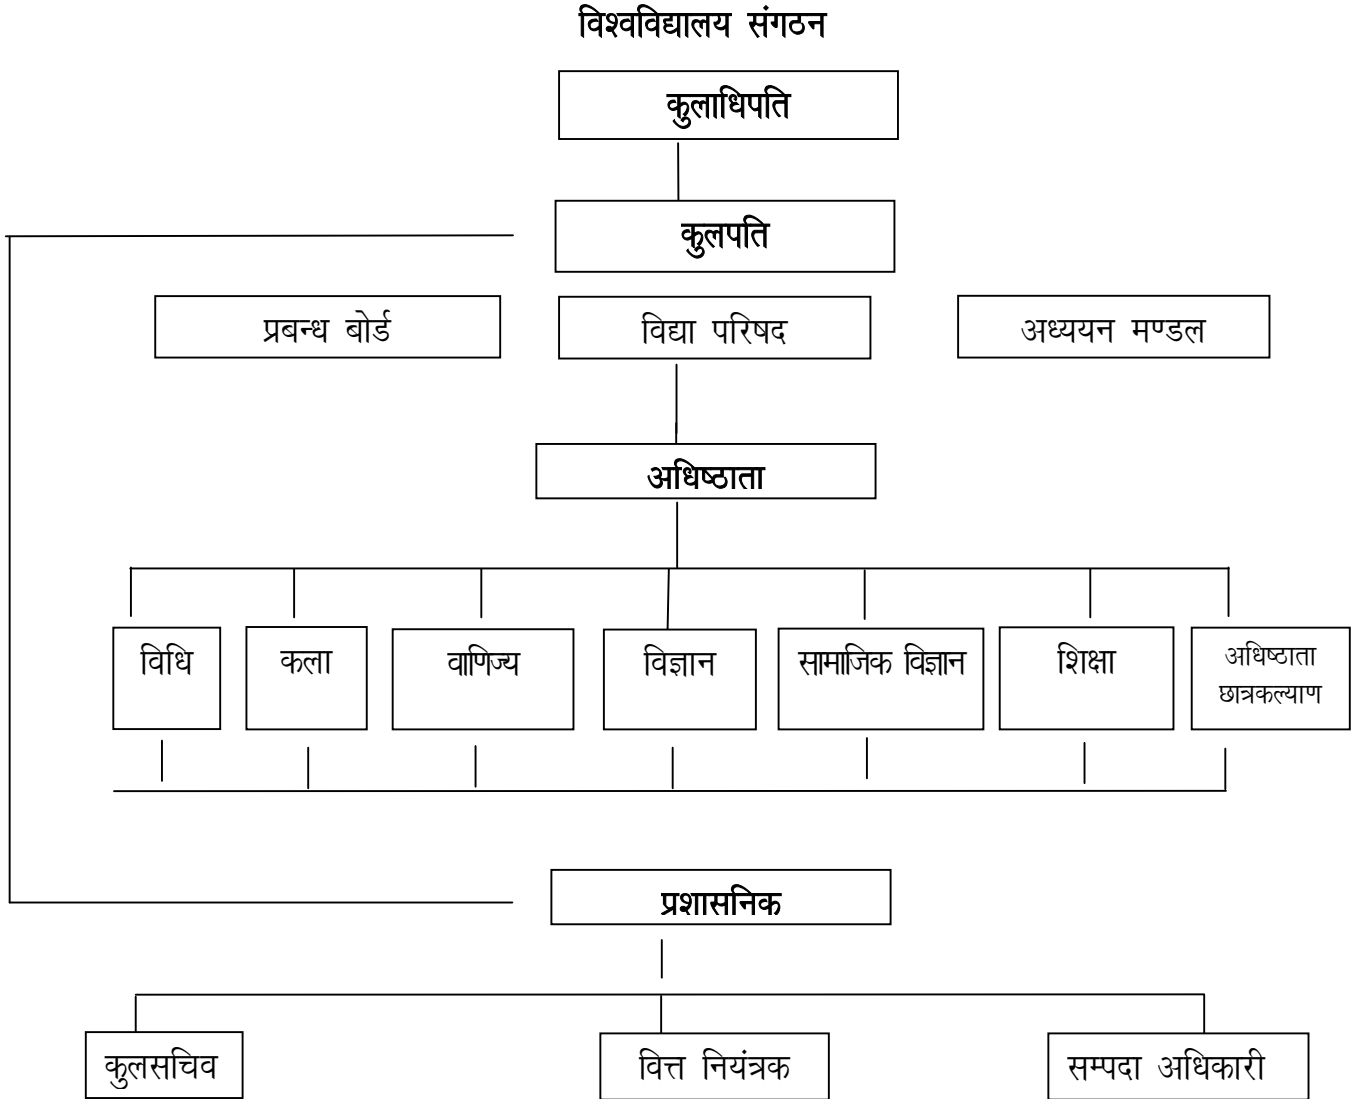 विश्वविद्यालय संगठन
कुलाधिपति
कुलपति
प्रबन्ध बोर्ड
विद्या परिषद
अध्ययन मण्डल
अधिष्ठाता
विधि
कला
वाणिज्य
विज्ञान
सामाजिक विज्ञान
शिक्षा
अधिष्ठाता
छात्रकल्याण
प्रशासनिक
कुलसचिव
वित्त नियंत्रक
सम्पदा अधिकारी